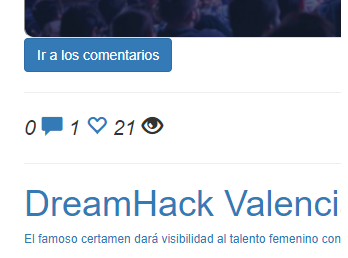 Ir a los comentarios
0 1 21
DreamHack Valenci
El famoso certamen dará visibilidad al talento femenino con